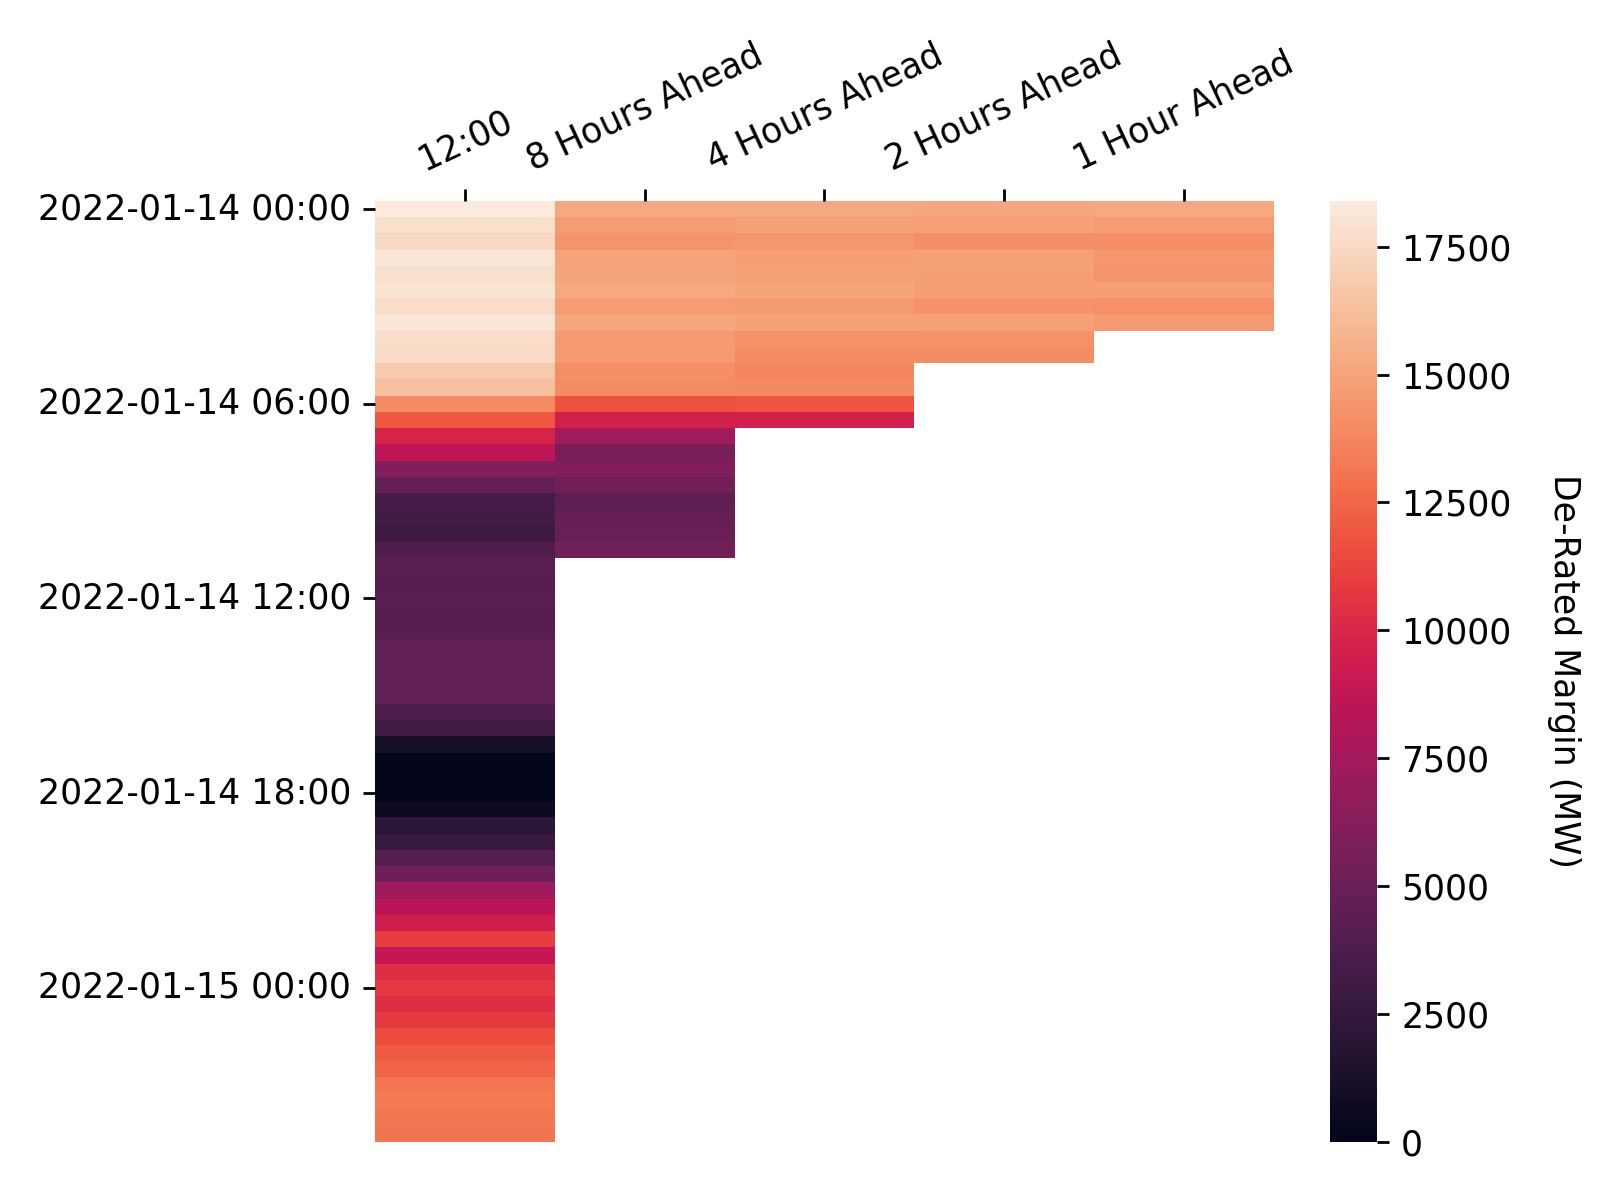 12:00
8 Hours Ahead
4 Hours Ahead
2 Hours Ahead
1 Hour Ahead
2022-01-14 00:00
2022-01-14 06:00
2022-01-14 12:00
2022-01-14 18:00
2022-01-15 00:00
17500
15000
12500
10000
7500
5000
2500
0
De-Rated Margin (MW)